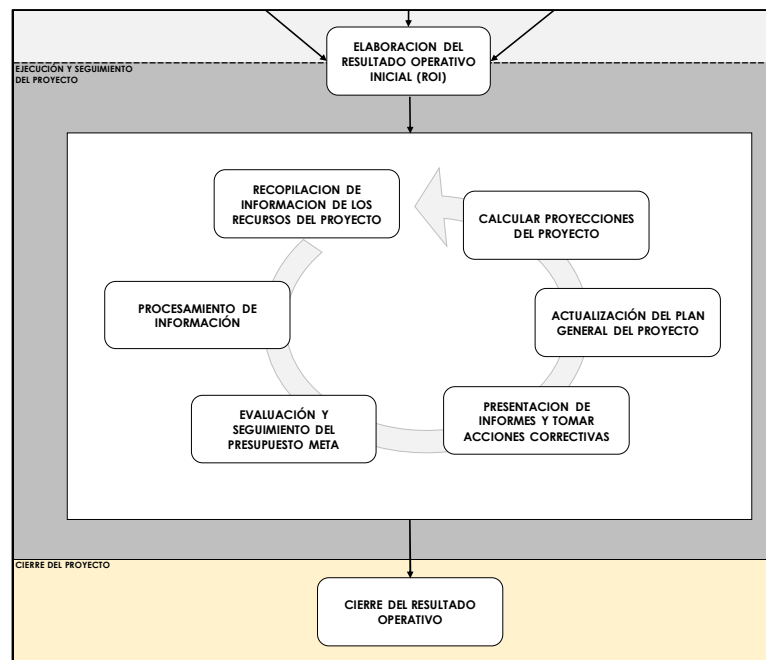 ELABORACION DEL
RESULTADO OPERATIVO
INICIAL (ROI)
EJECUCIÓN Y SEGUIMIENTO
DEL PROYECTO
RECOPILACION DE
INFORMACION DE LOS
RECURSOS DEL PROYECTO
CALCULAR PROYECCIONES
DEL PROYECTO
PROCESAMIENTO DE
INFORMACIÓN
ACTUALIZACIÓN DEL PLAN
GENERAL DEL PROYECTO
EVALUACIÓN Y
SEGUIMIENTO DEL
PRESUPUESTO META
PRESENTACION DE
INFORMES Y TOMAR
ACCIONES CORRECTIVAS
CIERRE DEL PROYECTO
CIERRE DEL RESULTADO
OPERATIVO